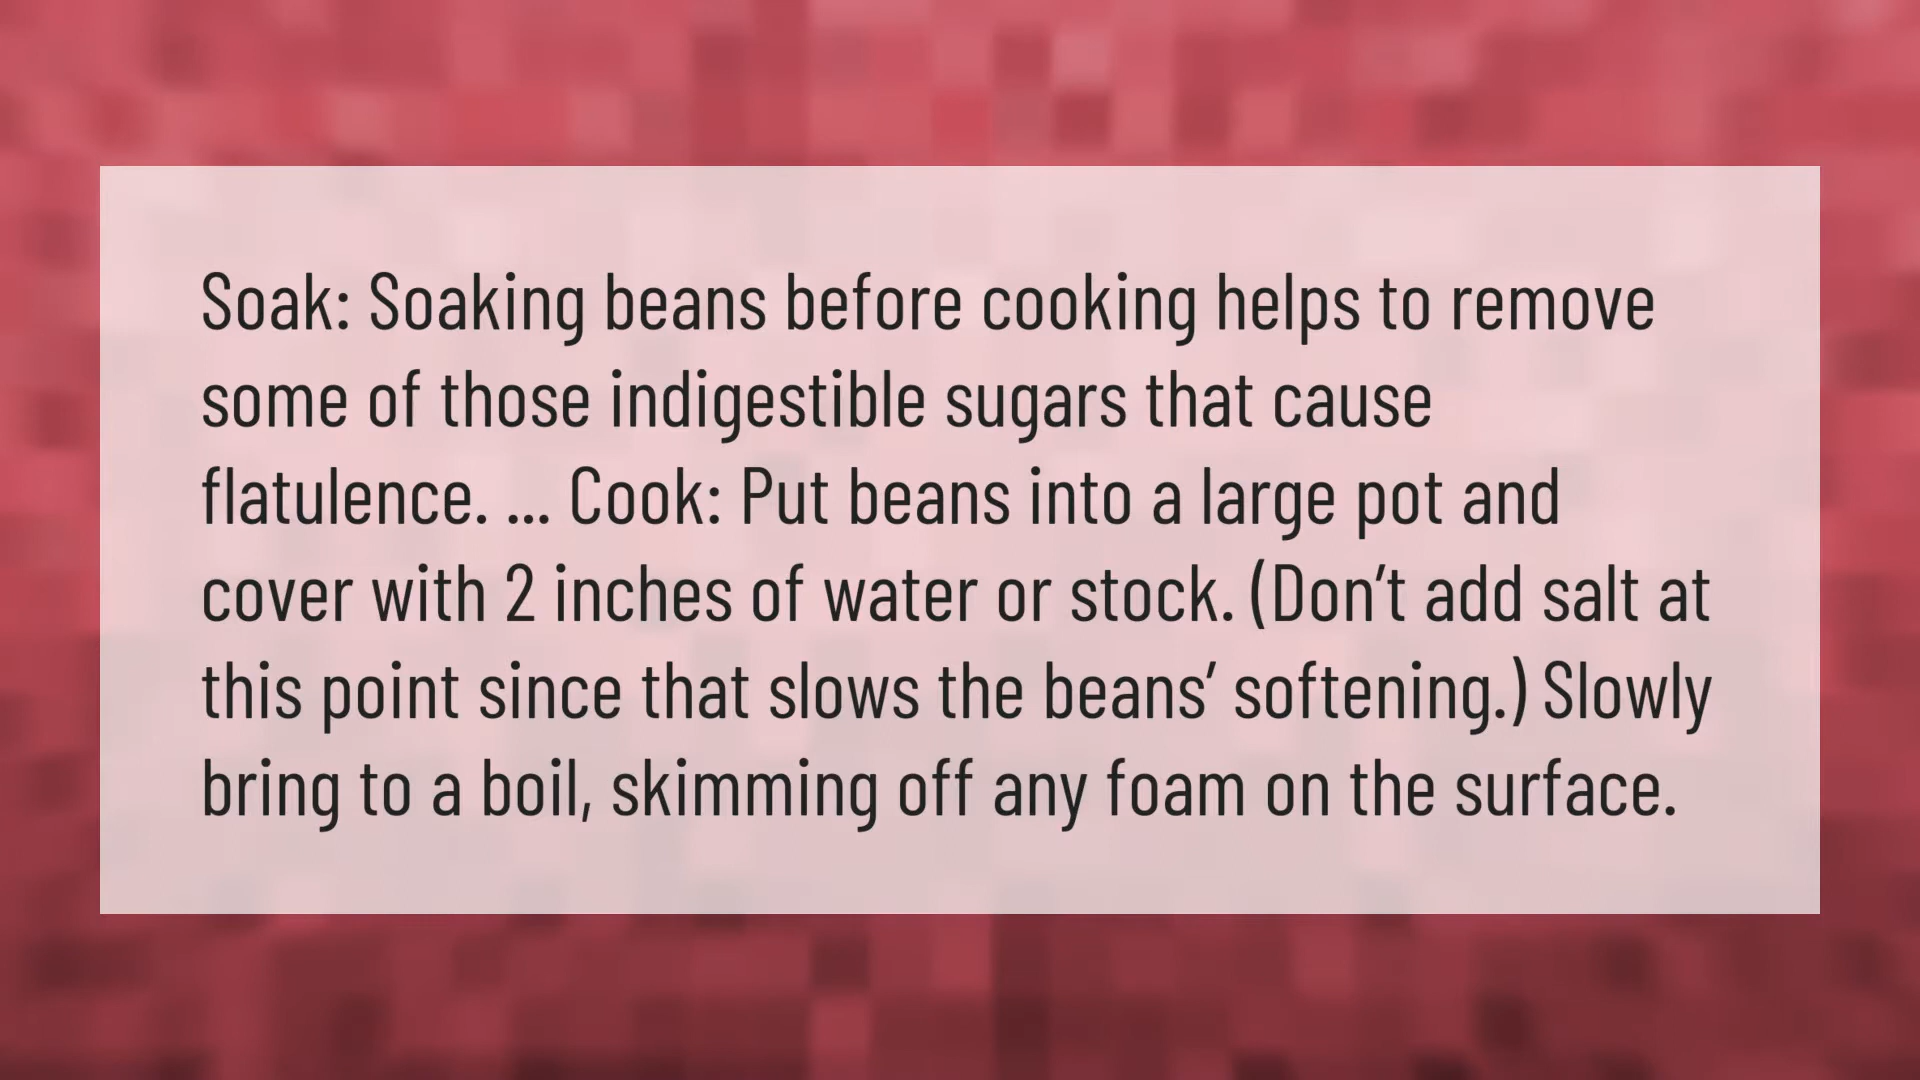 Soak: Soaking beans before cooking helps to remove
some of those indigestible sugars that cause
flatulence. ... Cook: Put beans into a large pot and
cover with 2 inches of water or stock. (Don’t add salt at
this point since that slows the beans’ softening.) Slowly
bring to a boil, skimming off any foam on the surface.